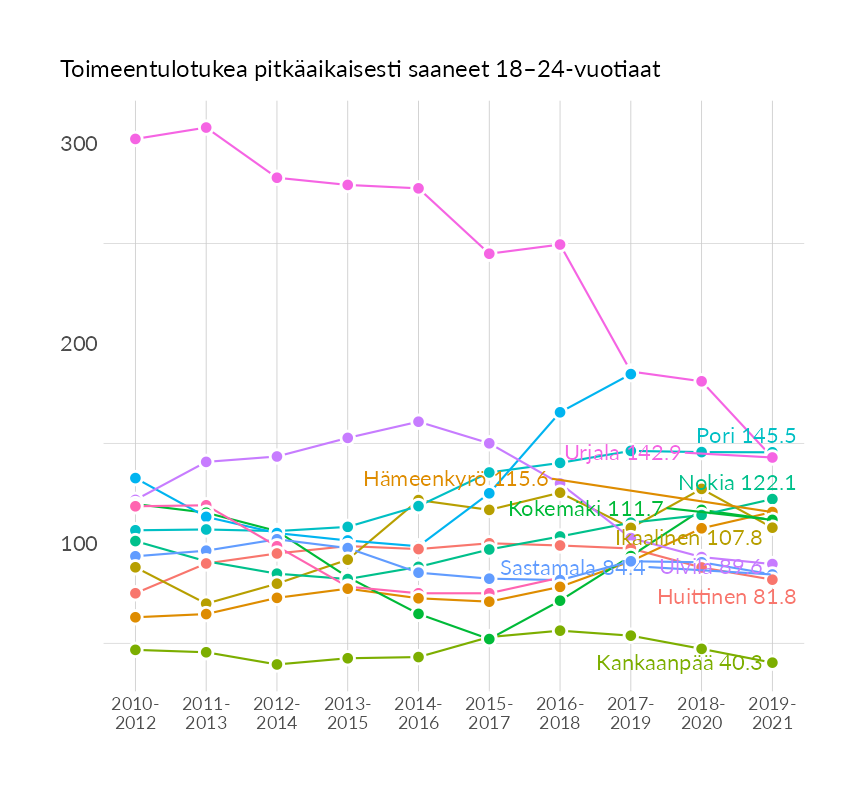 Toimeentulotukea pitkäaikaisesti saaneet 18–24-vuotiaat
300
200
100
Pori 145.5
Urjala 142.9
Hämeenkyrö 115.6
Nokia 122.1
Kokemäki 111.7
Ikaalinen 107.8
Sastamala 84.4
Ulvila 89.6
Huittinen 81.8
Kankaanpää 40.3
2010-
2012
2011-
2013
2012-
2014
2013-
2015
2014-
2016
2015-
2017
2016-
2018
2017-
2019
2018-
2020
2019-
2021